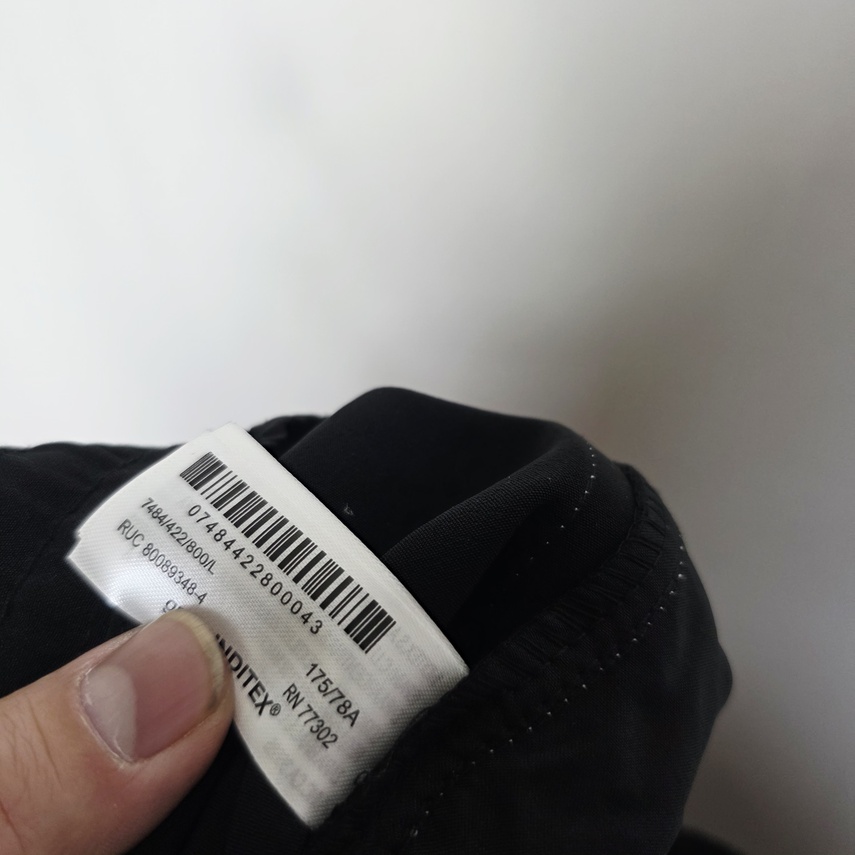 07484422800043
7484/422/800/L
RUC 80089348-4
175/78A
INDITEX®
RN 77302